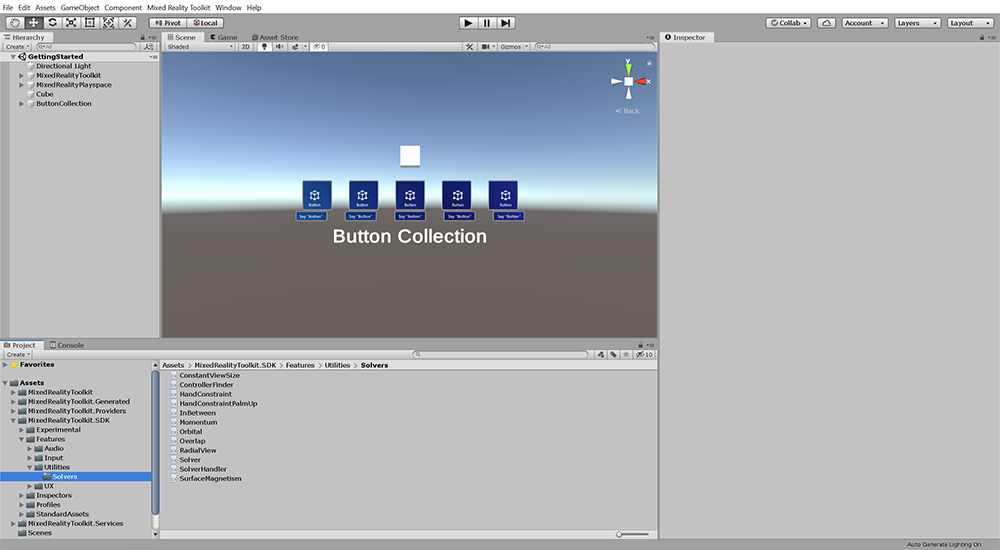 File Edit Assets GameObject Component Mixed Reality Toolkit Window Help
Pivot Local Collab Account Layers Layout
Hierarchy
Create All
GettingStarted
Directional Light
MixedRealityToolkit
MixedRealityPlayspace
Cube
ButtonCollection
Scene Game Asset Store
Shaded 2D 0 Gizmos All
y
x
Back
Button Button Button Button Button
Say "Button" Say "Button" Say "Button" Say "Button" Say "Button"
Button Collection
Inspector
Project Console
Create 10
Favorites
Assets
MixedRealityToolkit
MixedRealityToolkit.Generated
MixedRealityToolkit.Providers
MixedRealityToolkit.SDK
Experimental
Features
Audio
Input
Utilities
Solvers
UX
Inspectors
Profiles
StandardAssets
MixedRealityToolkit.Services
Scenes
Assets > MixedRealityToolkit.SDK > Features > Utilities > Solvers
ConstantViewSize
ControllerFinder
HandConstraint
HandConstraintPalmUp
InBetween
Momentum
Orbital
Overlap
RadialView
Solver
SolverHandler
SurfaceMagnetism
Auto Generate Lighting On